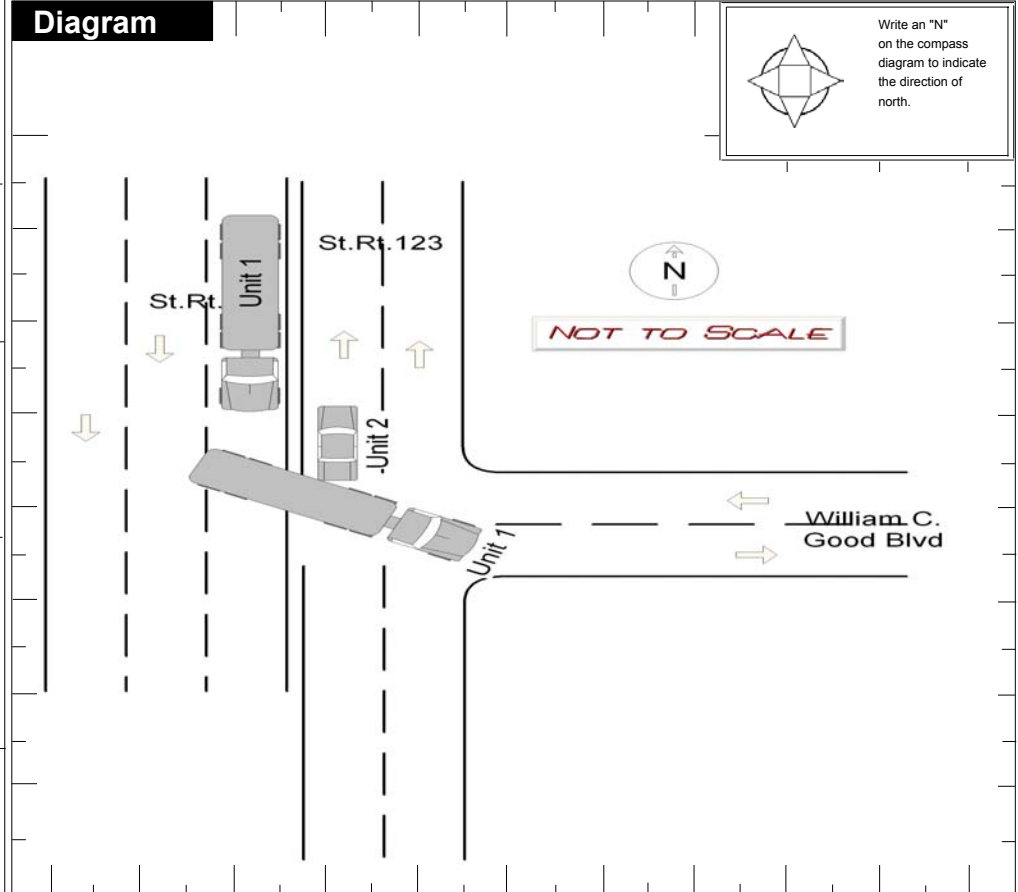 Diagram
Write an "N"
on the compass
diagram to indicate
the direction of
north.
St.Rt.123
Unit 1
St.Rt.
N
NOT TO SCALE
Unit 2
William C.
Good Blvd
Unit 1